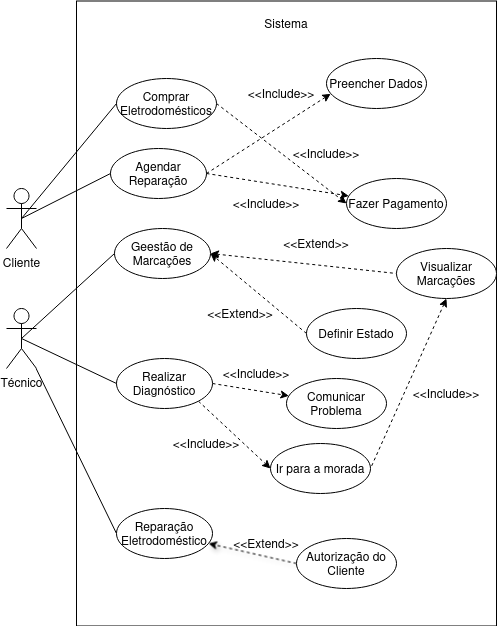 Sistema
Preencher Dados
<<Include>>
Comprar
Eletrodomésticos
<<Include>>
Agendar
Reparação
<<Include>>
Fazer Pagamento
Cliente
Geestão de
Marcações
<<Extend>>
Visualizar
Marcações
<<Extend>>
Definir Estado
Técnico
Realizar
Diagnóstico
<<Include>>
Comunicar
Problema
<<Include>>
<<Include>>
Ir para a morada
Reparação
Eletrodoméstico
<<Extend>>
Autorização do
Cliente